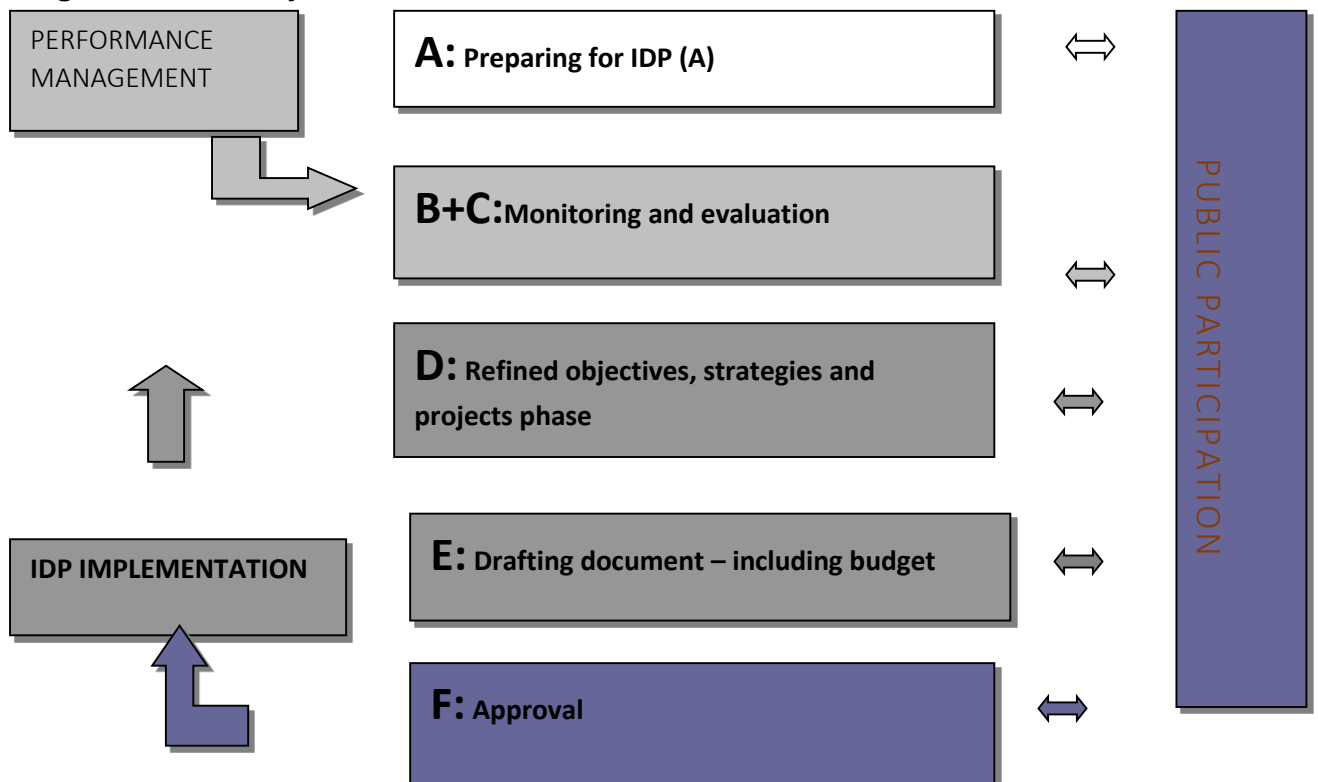 PERFORMANCE
MANAGEMENT
A: Preparing for IDP (A)
B+C:Monitoring and evaluation
D: Refined objectives, strategies and
projects phase
E: Drafting document – including budget
IDP IMPLEMENTATION
F: Approval
PUBLIC PARTICIPATION